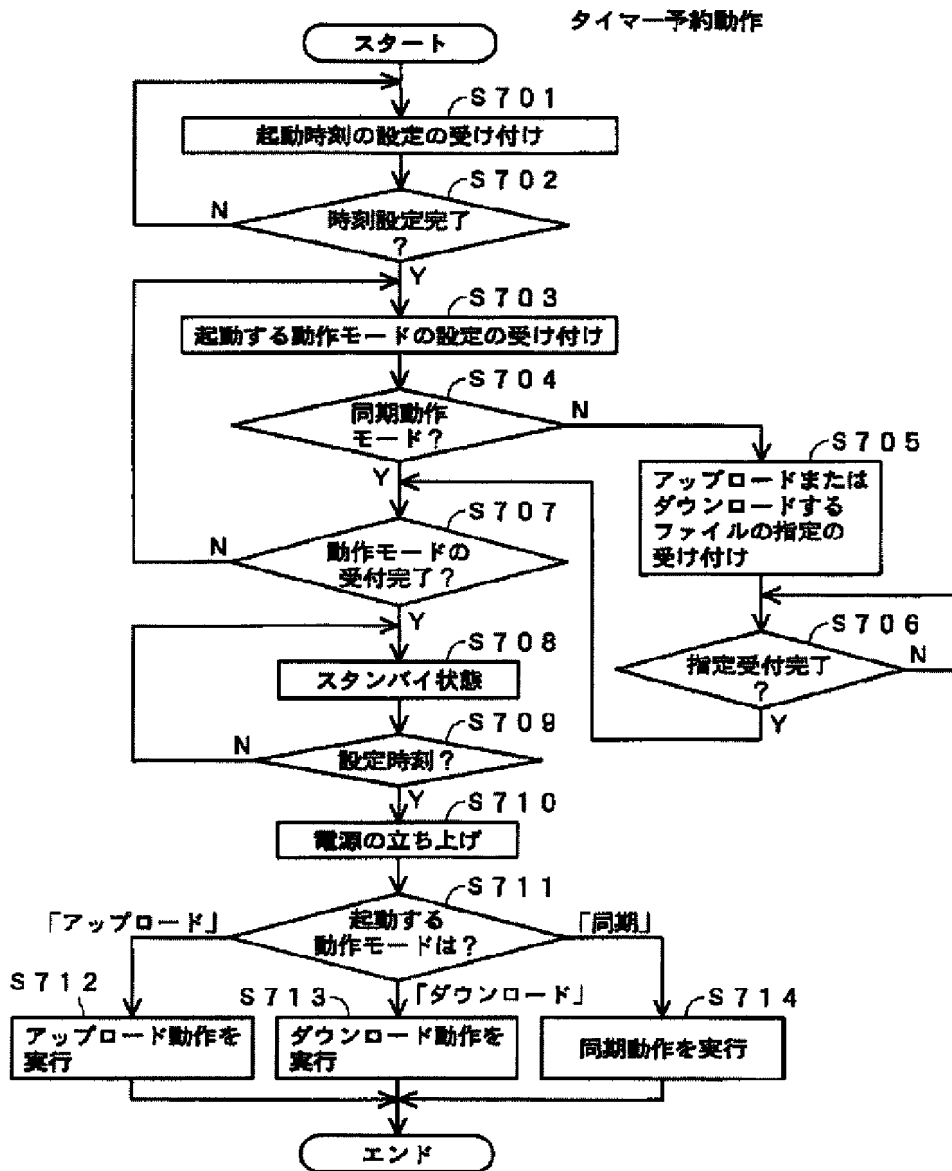 タイマー予約動作
スタート
S701
起動時刻の設定の受け付け
S702
時刻設定完了
?
N
Y
S703
起動する動作モードの設定の受け付け
S704
同期動作
モード?
N
Y
S705
アップロードまたは
ダウンロードする
ファイルの指定の
受け付け
S706
指定受付完了
?
N
Y
S707
動作モードの
受付完了?
N
Y
S708
スタンバイ状態
S709
設定時刻?
N
Y
S710
電源の立ち上げ
S711
起動する
動作モードは?
「アップロード」
「同期」
「ダウンロード」
S712
アップロード動作を
実行
S713
ダウンロード動作を
実行
S714
同期動作を実行
エンド